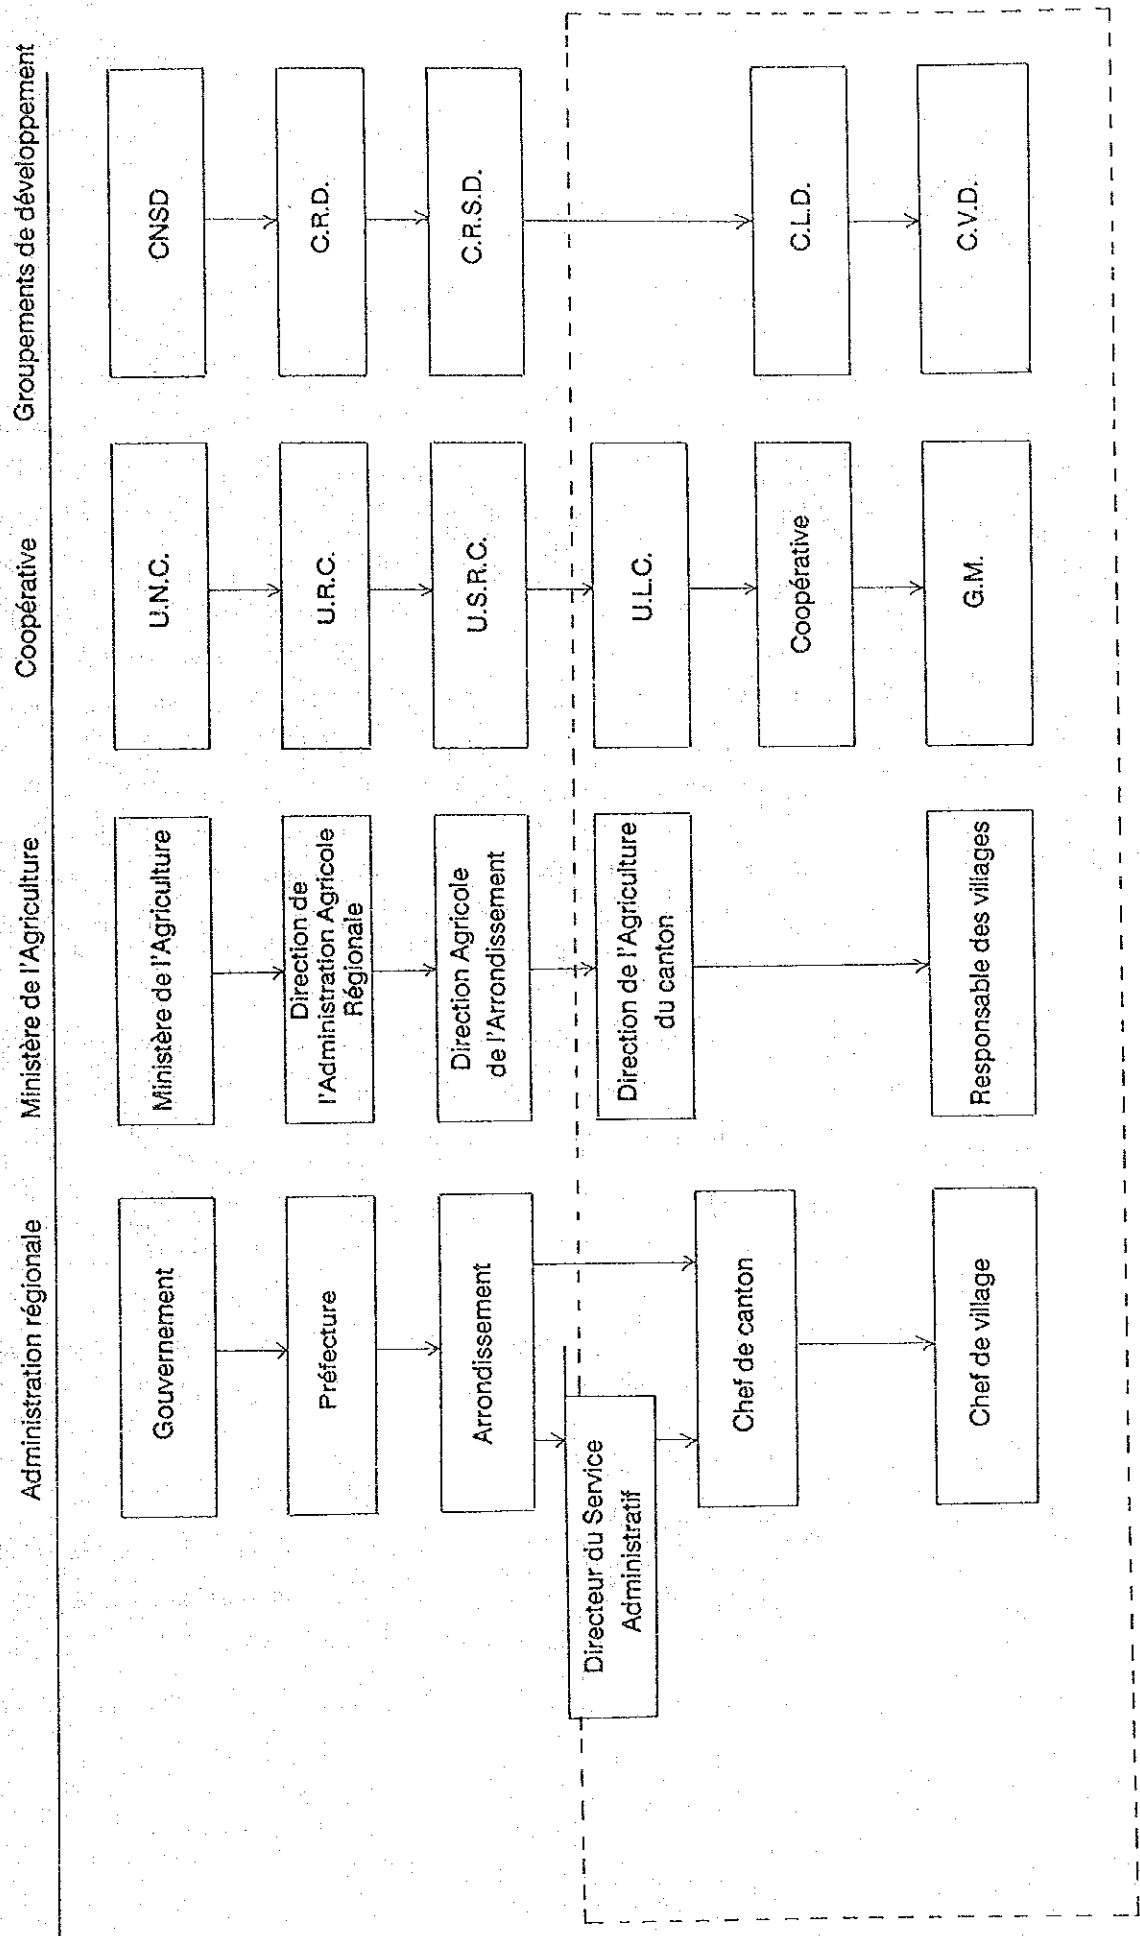 Administration régionale
Ministère de l'Agriculture
Coopérative
Groupements de développement
Gouvernement
Ministère de l'Agriculture
U.N.C.
CNSD
Préfecture
Direction de
l'Administration Agricole
Régionale
U.R.C.
C.R.D.
Arrondissement
Direction Agricole
de l'Arrondissement
U.S.R.C.
C.R.S.D.
Directeur du Service
Administratif
Direction de l'Agriculture
du canton
U.L.C.
Chef de canton
Coopérative
C.L.D.
Chef de village
Responsable des villages
G.M.
C.V.D.